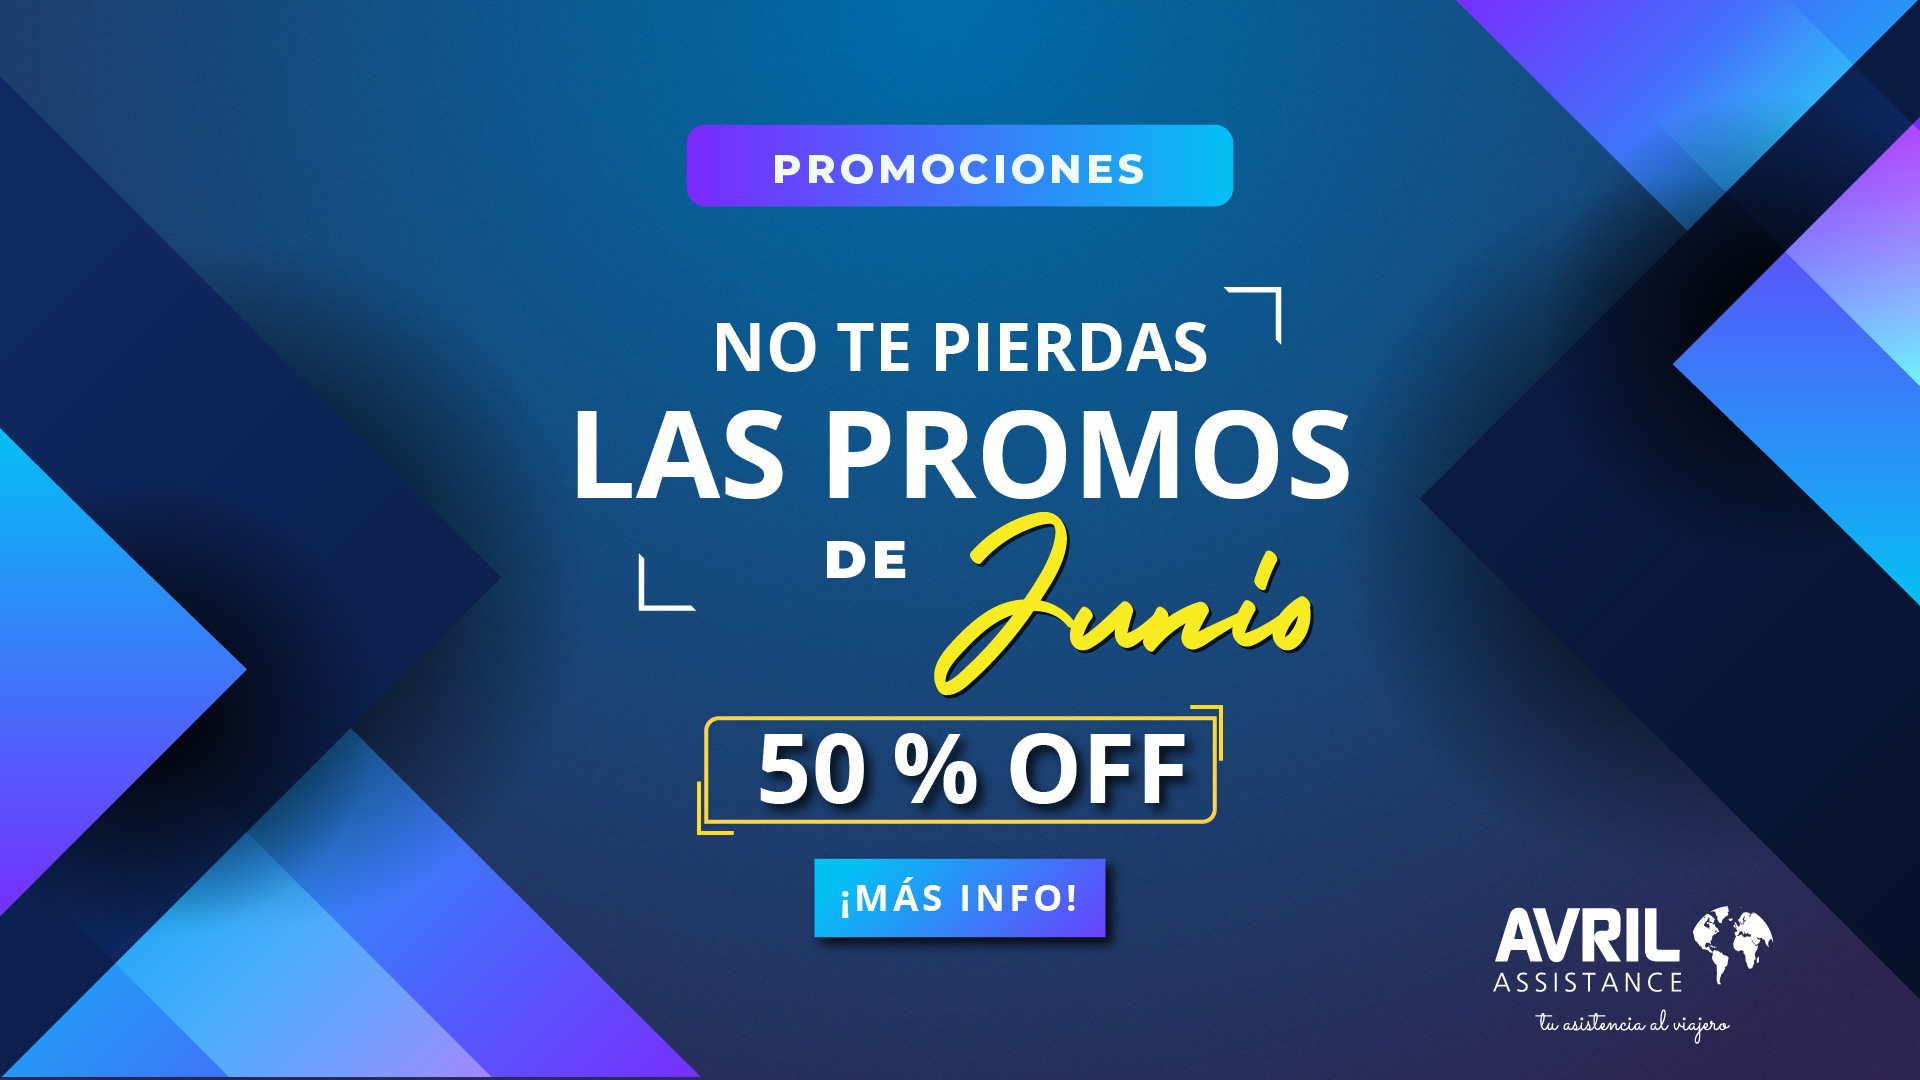 PROMOCIONES
NO TE PIERDAS
LAS PROMOS
DE Junio
50 % OFF
¡MÁS INFO!
AVRIL
ASSISTANCE
tu asistencia al viajero